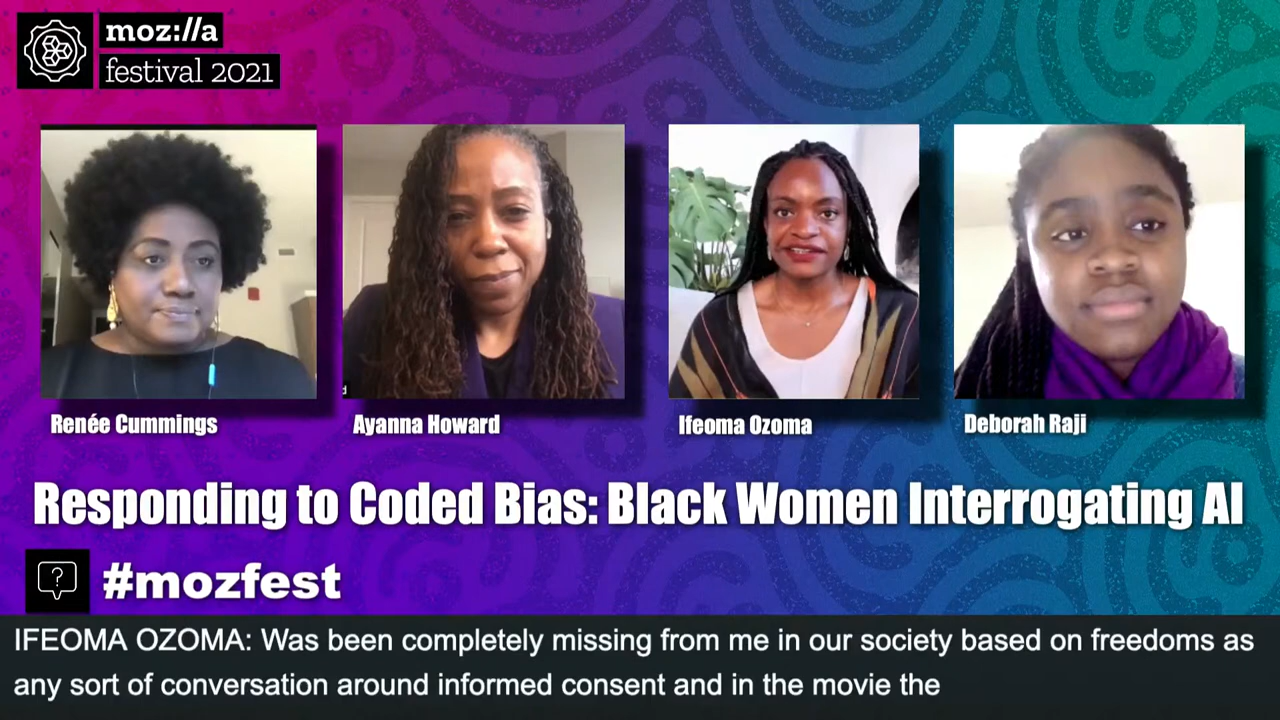 moz://a
festival 2021
Renée Cummings
Ayanna Howard
Ifeoma Ozoma
Deborah Raji
Responding to Coded Bias: Black Women Interrogating AI
?
#mozfest
IFEOMA OZOMA: Was been completely missing from me in our society based on freedoms as
any sort of conversation around informed consent and in the movie the